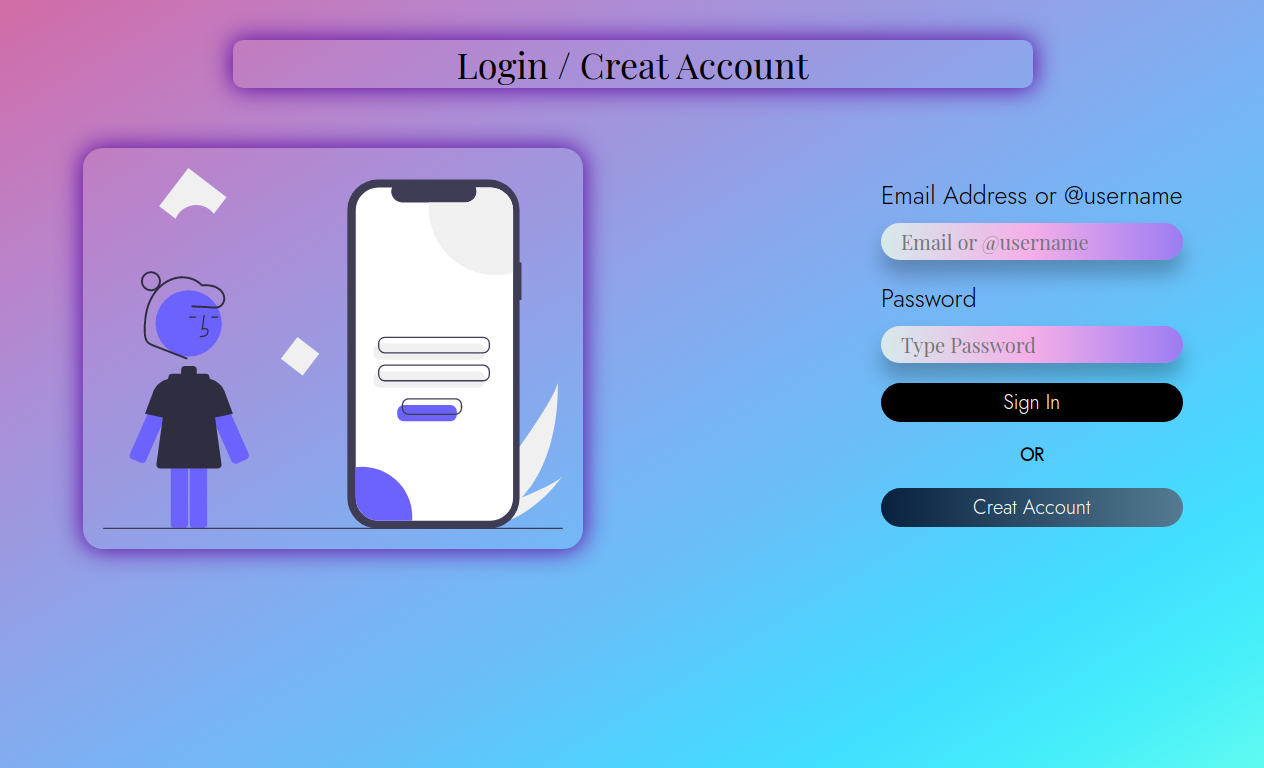 Login / Creat Account
Email Address or @username
Email or @username
Password
Type Password
Sign In
OR
Creat Account